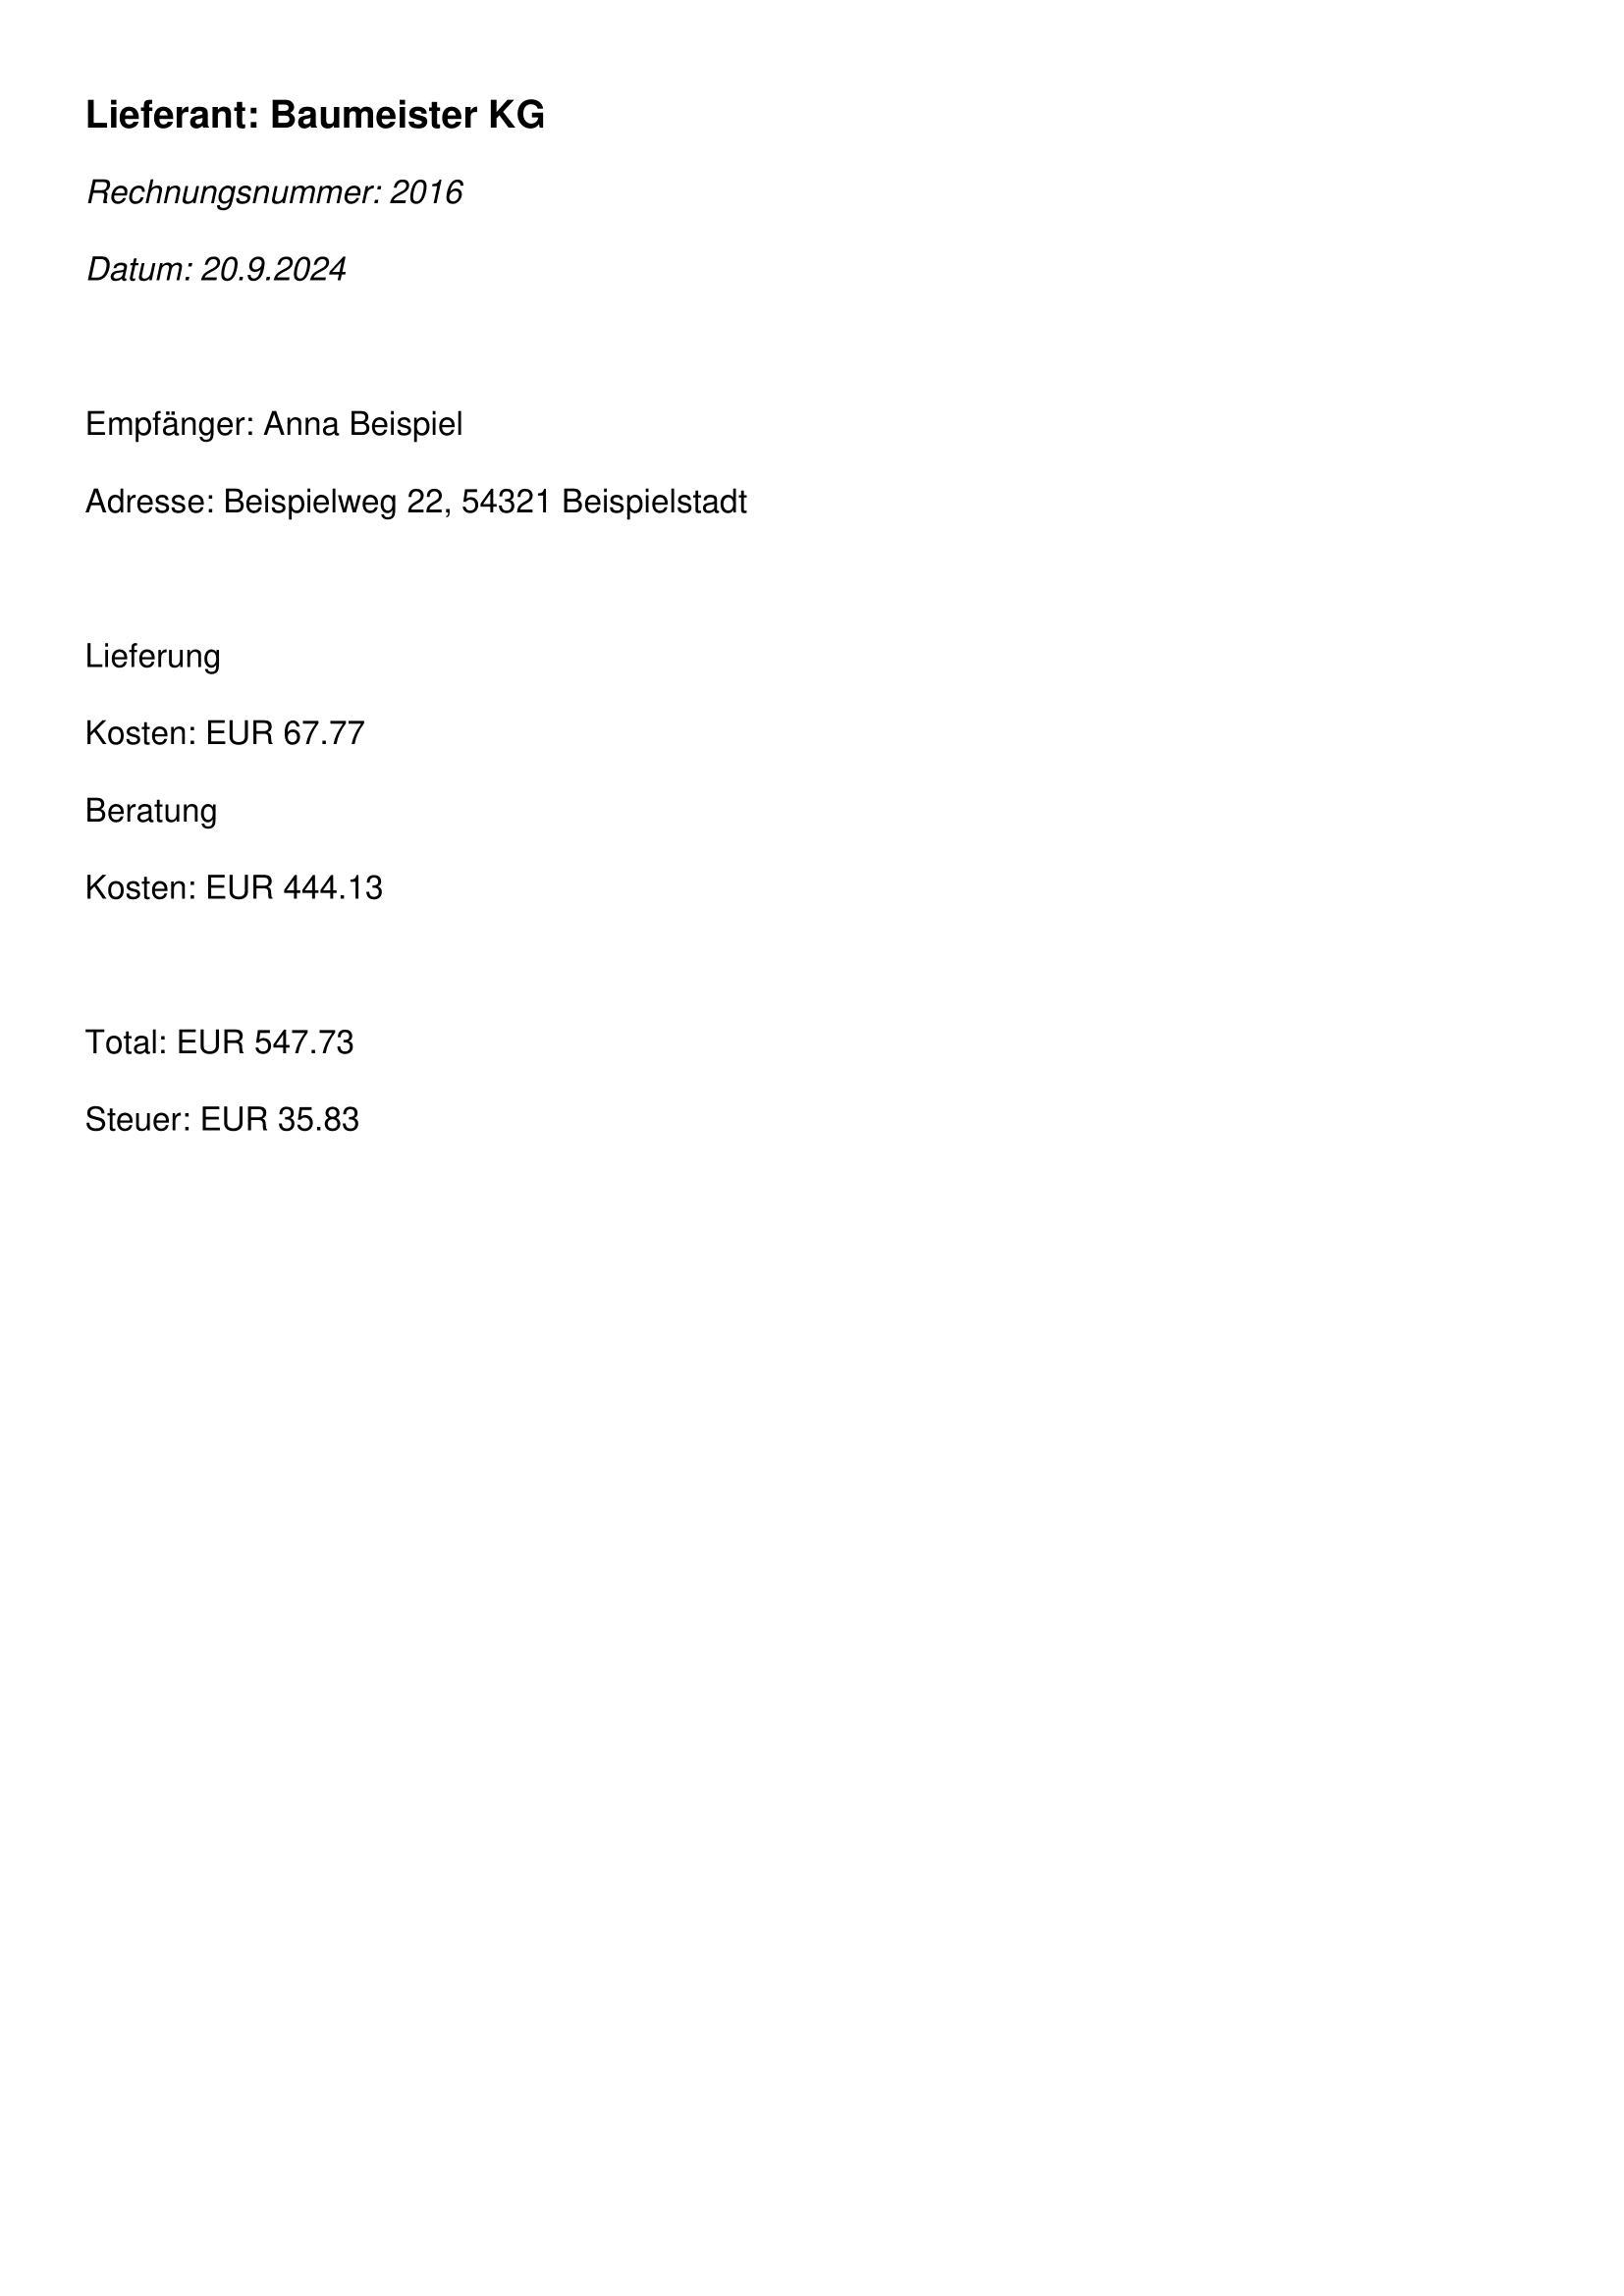 Lieferant: Baumeister KG
Rechnungsnummer: 2016
Datum: 20.9.2024
Empfänger: Anna Beispiel
Adresse: Beispielweg 22, 54321 Beispielstadt
Lieferung
Kosten: EUR 67.77
Beratung
Kosten: EUR 444.13
Total: EUR 547.73
Steuer: EUR 35.83